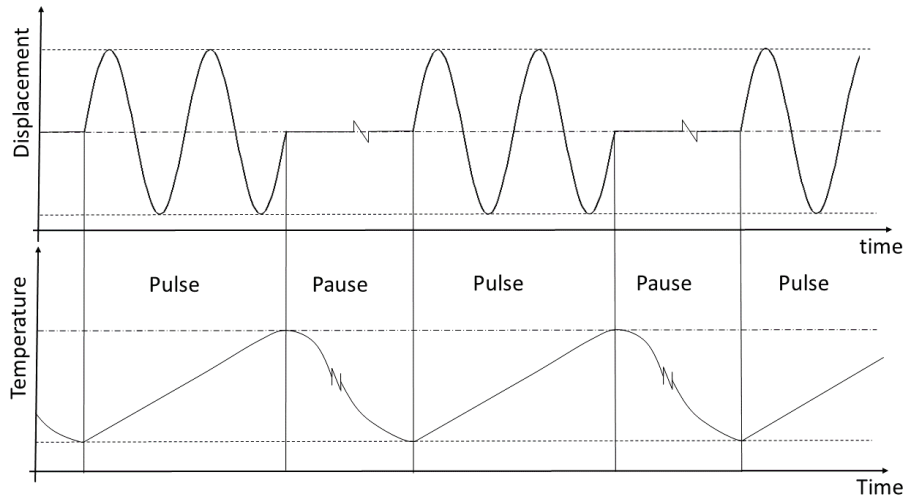 Displacement
time
Pulse
Pause
Pulse
Pause
Pulse
Temperature
Time